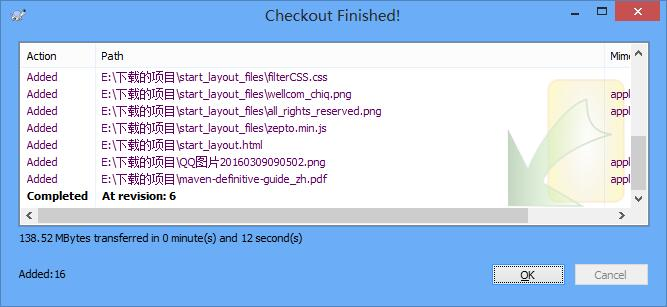 Checkout Finished!
Action Path Mime
Added E:\下载的项目\start_layout_files\filterCSS.css
Added E:\下载的项目\start_layout_files\wellcom_chiq.png appl
Added E:\下载的项目\start_layout_files\all_rights_reserved.png appl
Added E:\下载的项目\start_layout_files\zepto.min.js
Added E:\下载的项目\start_layout.html
Added E:\下载的项目\QQ图片20160309090502.png appl
Added E:\下载的项目\maven-definitive-guide_zh.pdf appl
Completed At revision: 6
138.52 MBytes transferred in 0 minute(s) and 12 second(s)
Added:16 OK Cancel